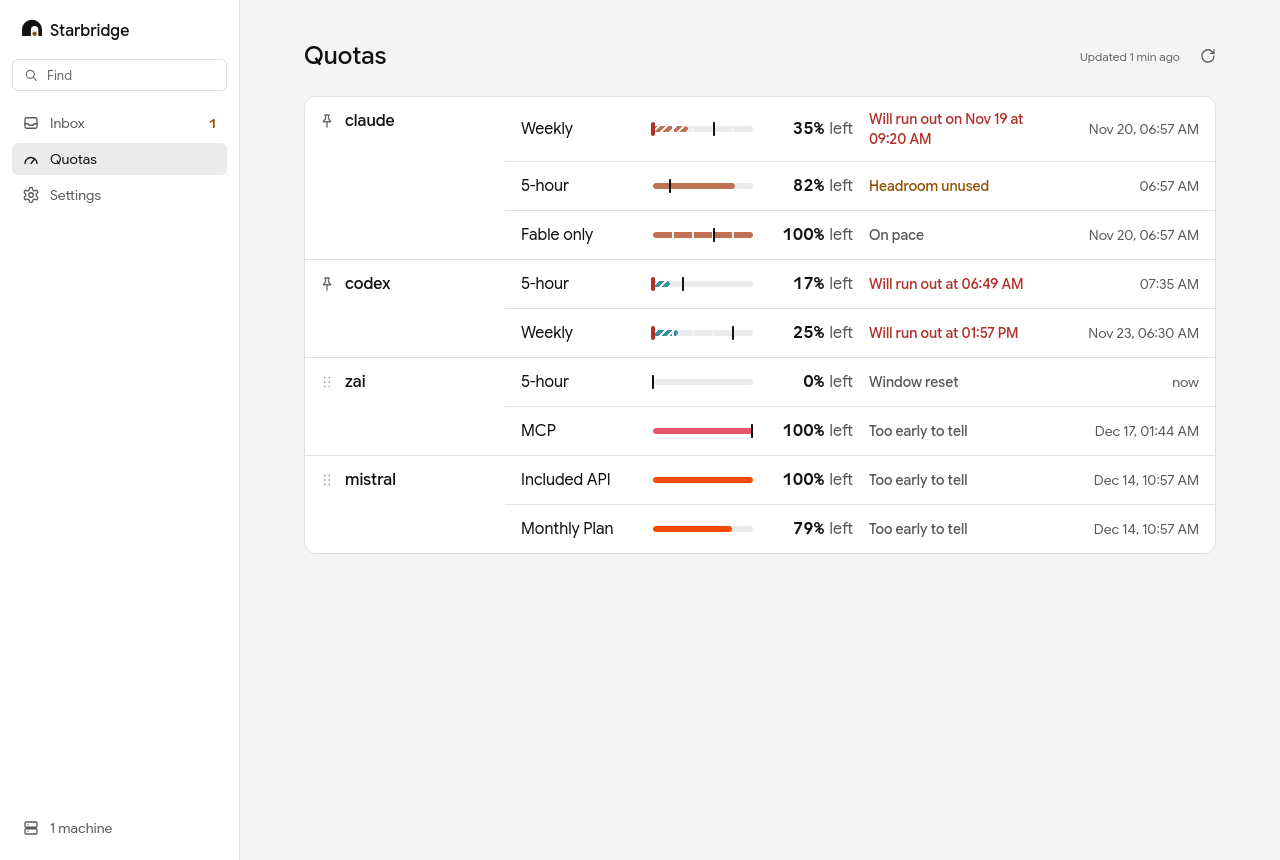 Starbridge
Find
Inbox 1
Quotas
Settings
1 machine
Quotas
Updated 1 min ago
claude
Weekly 35% left Will run out on Nov 19 at
09:20 AM Nov 20, 06:57 AM
5-hour 82% left Headroom unused 06:57 AM
Fable only 100% left On pace Nov 20, 06:57 AM
codex
5-hour 17% left Will run out at 06:49 AM 07:35 AM
Weekly 25% left Will run out at 01:57 PM Nov 23, 06:30 AM
zai
5-hour 0% left Window reset now
MCP 100% left Too early to tell Dec 17, 01:44 AM
mistral
Included API 100% left Too early to tell Dec 14, 10:57 AM
Monthly Plan 79% left Too early to tell Dec 14, 10:57 AM